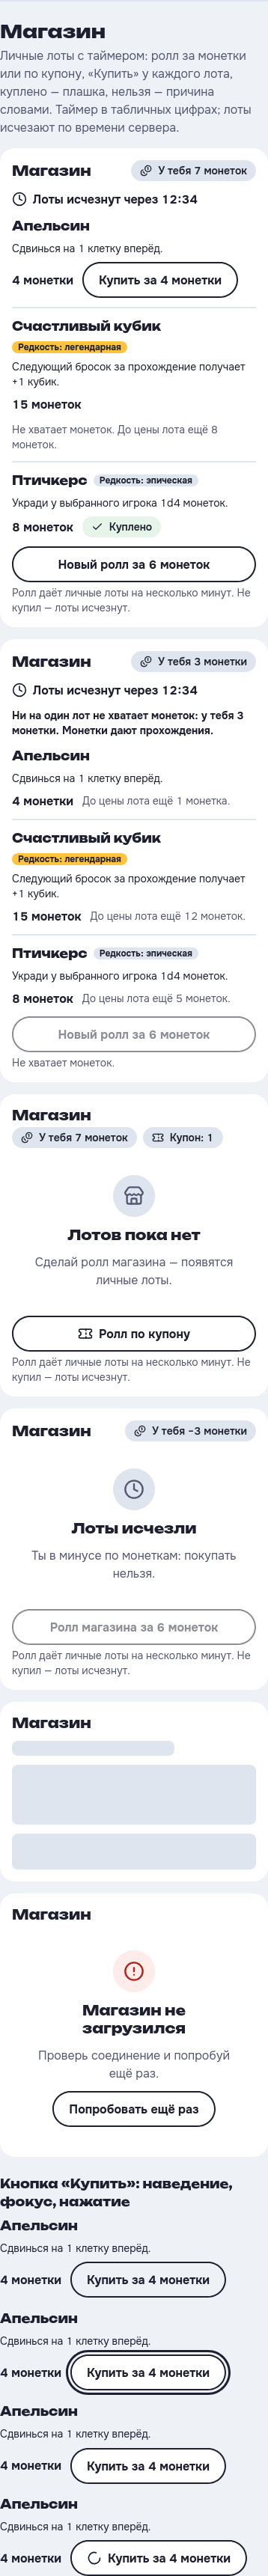 Магазин
Личные лоты с таймером: ролл за монетки
или по купону, «Купить» у каждого лота,
куплено — плашка, нельзя — причина
словами. Таймер в табличных цифрах; лоты
исчезают по времени сервера.
Магазин
У тебя 7 монеток
Лоты исчезнут через 12:34
Апельсин
Сдвинься на 1 клетку вперёд.
4 монетки
Купить за 4 монетки
Счастливый кубик
Редкость: легендарная
Следующий бросок за прохождение получает
+1 кубик.
15 монеток
Не хватает монеток. До цены лота ещё 8
монеток.
Птичкерс
Редкость: эпическая
Укради у выбранного игрока 1d4 монеток.
8 монеток
Куплено
Новый ролл за 6 монеток
Ролл даёт личные лоты на несколько минут. Не
купил — лоты исчезнут.
Магазин
У тебя 3 монетки
Лоты исчезнут через 12:34
Ни на один лот не хватает монеток: у тебя 3
монетки. Монетки дают прохождения.
Апельсин
Сдвинься на 1 клетку вперёд.
4 монетки
До цены лота ещё 1 монетка.
Счастливый кубик
Редкость: легендарная
Следующий бросок за прохождение получает
+1 кубик.
15 монеток
До цены лота ещё 12 монеток.
Птичкерс
Редкость: эпическая
Укради у выбранного игрока 1d4 монеток.
8 монеток
До цены лота ещё 5 монеток.
Новый ролл за 6 монеток
Не хватает монеток.
Магазин
У тебя 7 монеток
Купон: 1
Лотов пока нет
Сделай ролл магазина — появятся
личные лоты.
Ролл по купону
Ролл даёт личные лоты на несколько минут. Не
купил — лоты исчезнут.
Магазин
У тебя −3 монетки
Лоты исчезли
Ты в минусе по монеткам: покупать
нельзя.
Ролл магазина за 6 монеток
Ролл даёт личные лоты на несколько минут. Не
купил — лоты исчезнут.
Магазин
Магазин
Магазин не
загрузился
Проверь соединение и попробуй
ещё раз.
Попробовать ещё раз
Кнопка «Купить»: наведение,
фокус, нажатие
Апельсин
Сдвинься на 1 клетку вперёд.
4 монетки
Купить за 4 монетки
Апельсин
Сдвинься на 1 клетку вперёд.
4 монетки
Купить за 4 монетки
Апельсин
Сдвинься на 1 клетку вперёд.
4 монетки
Купить за 4 монетки
Апельсин
Сдвинься на 1 клетку вперёд.
4 монетки
Купить за 4 монетки